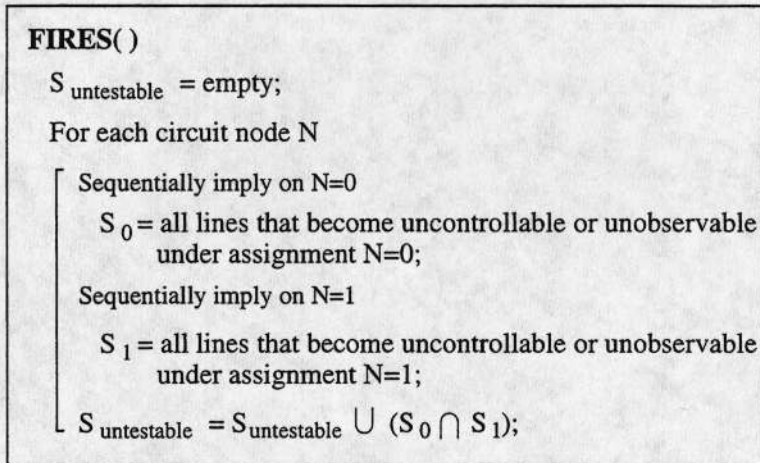 FIRES( )
S untestable = empty;
For each circuit node N
Sequentially imply on N=0
S 0 = all lines that become uncontrollable or unobservable
under assignment N=0;
Sequentially imply on N=1
S 1 = all lines that become uncontrollable or unobservable
under assignment N=1;
S untestable = S untestable ∪ (S 0 ∩ S 1);